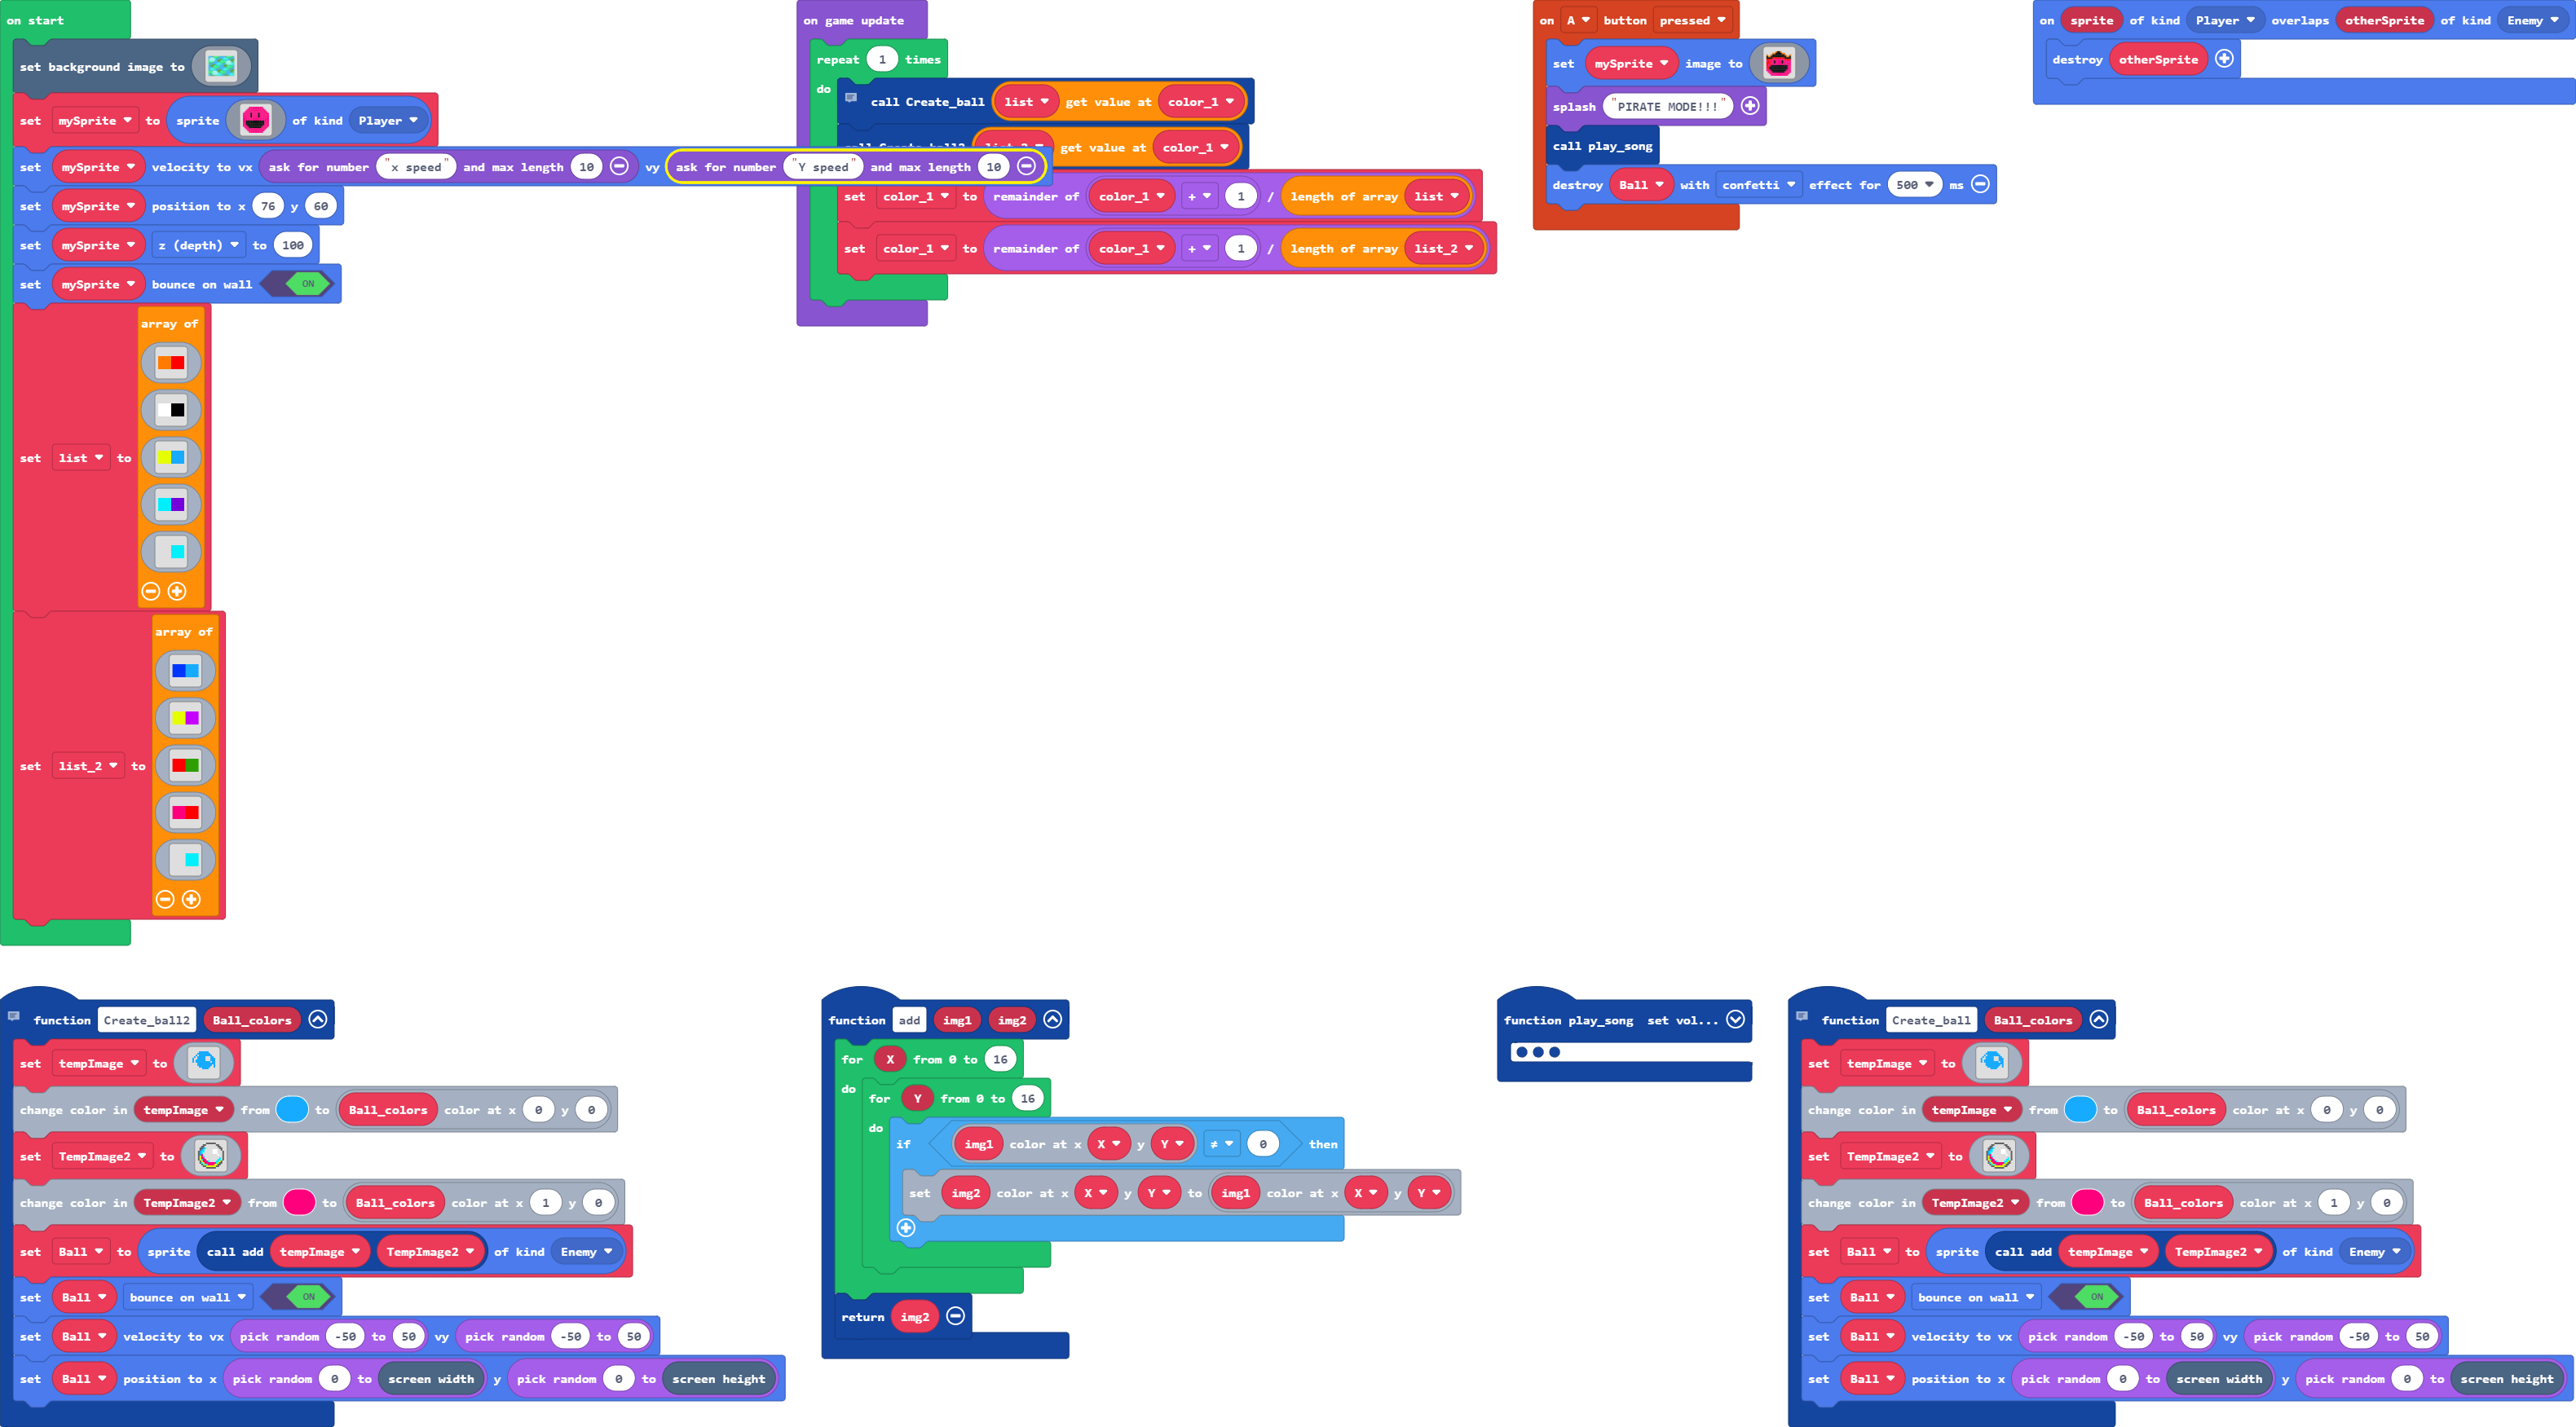 on start
set background image to
set mySprite to sprite of kind Player
set mySprite velocity to vx ask for number "x speed" and max length 10 vy ask for number "Y speed" and max length 10
set mySprite position to x 76 y 60
set mySprite z (depth) to 100
set mySprite bounce on wall ON
set list to array of
set list_2 to array of
on game update
repeat 1 times
do
call Create_ball list get value at color_1
get value at color_1
set color_1 to remainder of color_1 + 1 / length of array list
set color_1 to remainder of color_1 + 1 / length of array list_2
on A button pressed
set mySprite image to
splash "PIRATE MODE!!!"
call play_song
destroy Ball with confetti effect for 500 ms
on sprite of kind Player overlaps otherSprite of kind Enemy
destroy otherSprite
function Create_ball2 Ball_colors
set tempImage to
change color in tempImage from to Ball_colors color at x 0 y 0
set TempImage2 to
change color in TempImage2 from to Ball_colors color at x 1 y 0
set Ball to sprite call add tempImage TempImage2 of kind Enemy
set Ball bounce on wall ON
set Ball velocity to vx pick random -50 to 50 vy pick random -50 to 50
set Ball position to x pick random 0 to screen width y pick random 0 to screen height
function add img1 img2
for X from 0 to 16
do for Y from 0 to 16
do if img1 color at x X y Y ≠ 0 then
set img2 color at x X y Y to img1 color at x X y Y
return img2
function play_song set vol...
function Create_ball Ball_colors
set tempImage to
change color in tempImage from to Ball_colors color at x 0 y 0
set TempImage2 to
change color in TempImage2 from to Ball_colors color at x 1 y 0
set Ball to sprite call add tempImage TempImage2 of kind Enemy
set Ball bounce on wall ON
set Ball velocity to vx pick random -50 to 50 vy pick random -50 to 50
set Ball position to x pick random 0 to screen width y pick random 0 to screen height